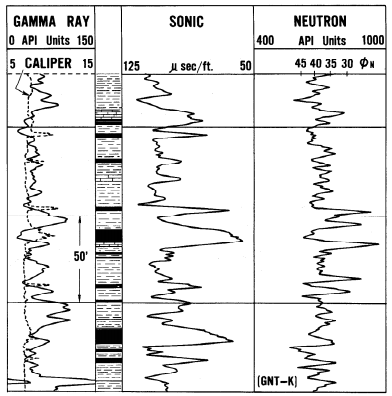 GAMMA RAY
0 API Units 150
5 CALIPER 15
SONIC
125 μ sec/ft. 50
NEUTRON
400 API Units 1000
45 40 35 30 ΦN
50'
(GNT–K)